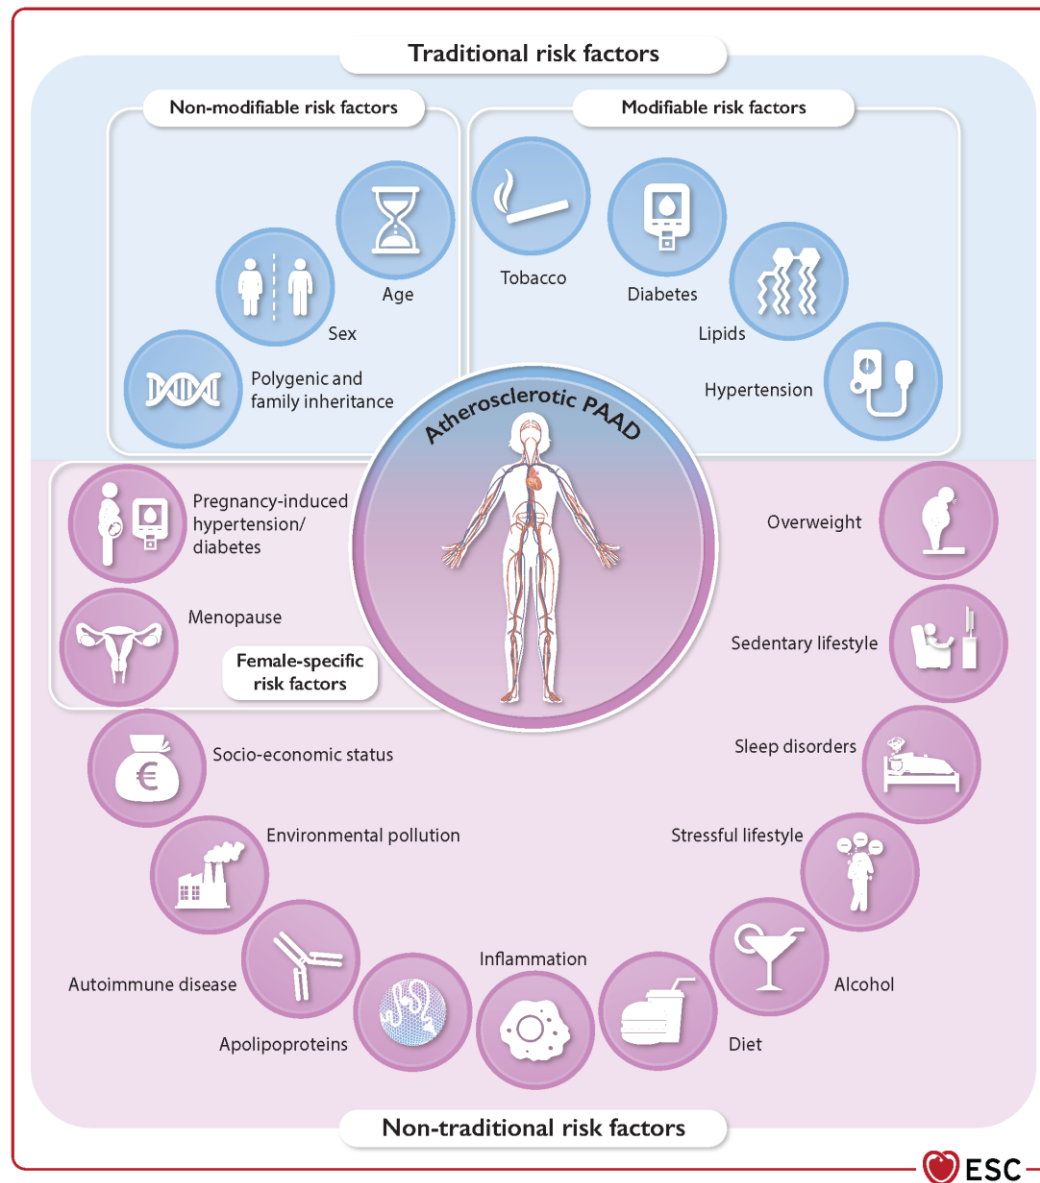 Traditional risk factors
Non-modifiable risk factors
Modifiable risk factors
Age
Sex
Polygenic and
family inheritance
Tobacco
Diabetes
Lipids
Hypertension
Atherosclerotic PAAD
Pregnancy-induced
hypertension/
diabetes
Menopause
Female-specific
risk factors
Socio-economic status
€
Environmental pollution
Autoimmune disease
Apolipoproteins
Inflammation
Diet
Alcohol
Stressful lifestyle
Sleep disorders
Sedentary lifestyle
Overweight
Non-traditional risk factors
ESC